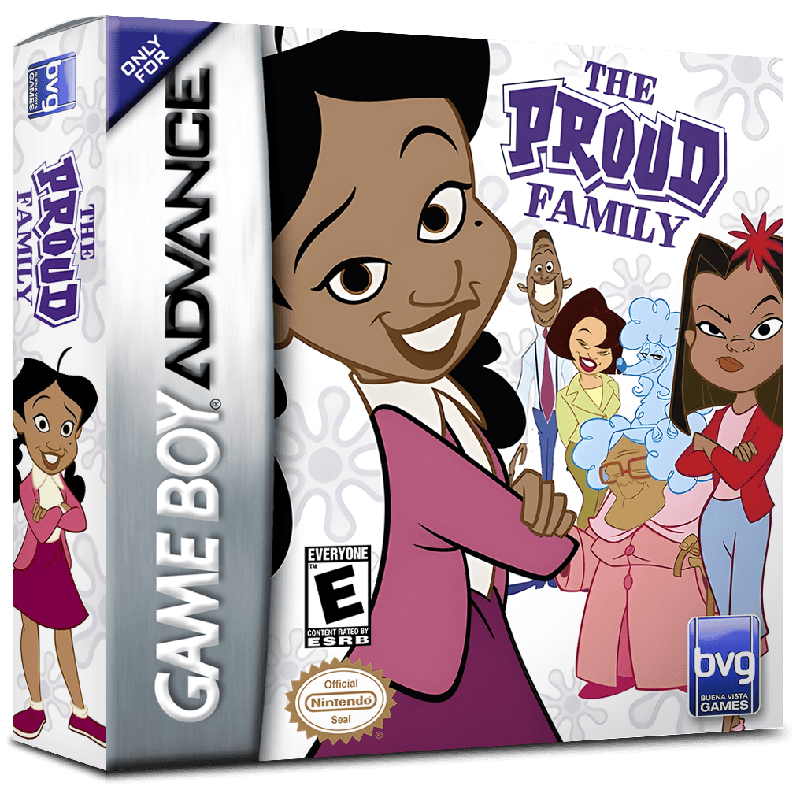 bvg
BUENA VISTA
GAMES
THE
PROUD
FAMILY
ONLY
FOR
GAME BOY ADVANCE
®
THE
PROUD
FAMILY
EVERYONE
E
™
CONTENT RATED BY
ESRB
Official
Nintendo
Seal
®
bvg
BUENA VISTA
GAMES